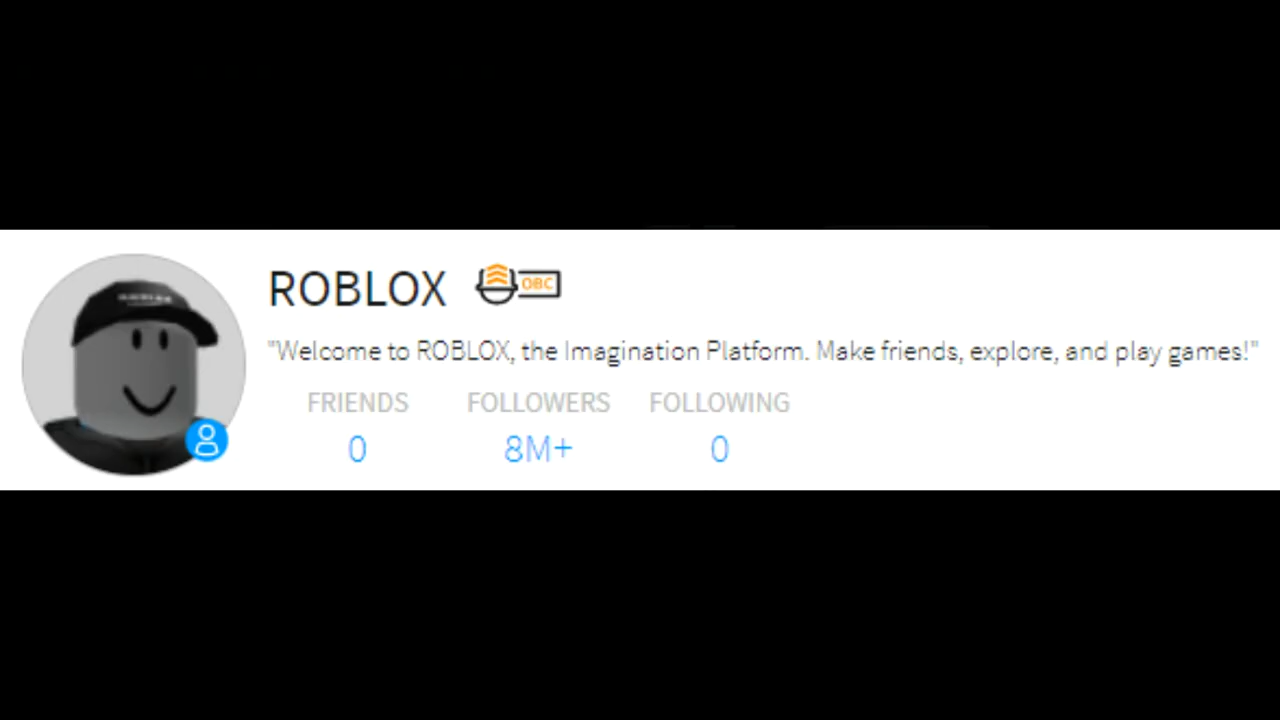 ROBLOX OBC
"Welcome to ROBLOX, the Imagination Platform. Make friends, explore, and play games!"
FRIENDS FOLLOWERS FOLLOWING
0 8M+ 0